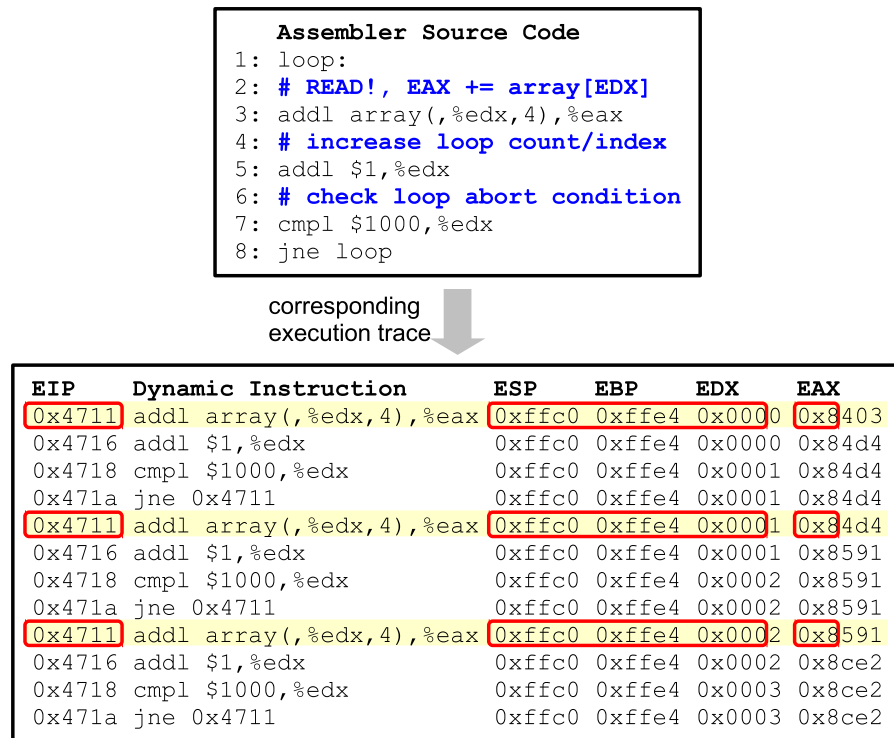 Assembler Source Code
1: loop:
2: # READ!, EAX += array[EDX]
3: addl array(,%edx,4),%eax
4: # increase loop count/index
5: addl $1,%edx
6: # check loop abort condition
7: cmpl $1000,%edx
8: jne loop
corresponding
execution trace
EIP Dynamic Instruction ESP EBP EDX EAX
0x4711 addl array(,%edx,4),%eax 0xffc0 0xffe4 0x0000 0x8403
0x4716 addl $1,%edx 0xffc0 0xffe4 0x0000 0x84d4
0x4718 cmpl $1000,%edx 0xffc0 0xffe4 0x0001 0x84d4
0x471a jne 0x4711 0xffc0 0xffe4 0x0001 0x84d4
0x4711 addl array(,%edx,4),%eax 0xffc0 0xffe4 0x0001 0x84d4
0x4716 addl $1,%edx 0xffc0 0xffe4 0x0001 0x8591
0x4718 cmpl $1000,%edx 0xffc0 0xffe4 0x0002 0x8591
0x471a jne 0x4711 0xffc0 0xffe4 0x0002 0x8591
0x4711 addl array(,%edx,4),%eax 0xffc0 0xffe4 0x0002 0x8591
0x4716 addl $1,%edx 0xffc0 0xffe4 0x0002 0x8ce2
0x4718 cmpl $1000,%edx 0xffc0 0xffe4 0x0003 0x8ce2
0x471a jne 0x4711 0xffc0 0xffe4 0x0003 0x8ce2